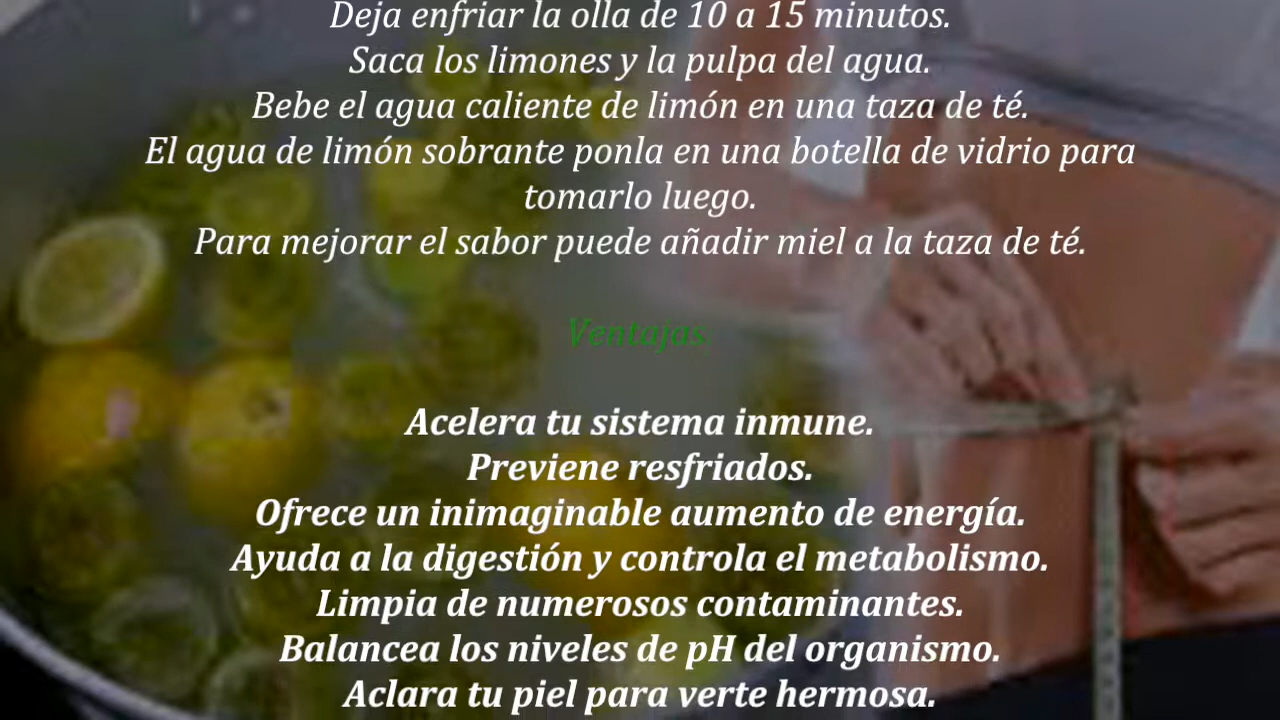 Deja enfriar la olla de 10 a 15 minutos.
Saca los limones y la pulpa del agua.
Bebe el agua caliente de limón en una taza de té.
El agua de limón sobrante ponla en una botella de vidrio para
tomarlo luego.
Para mejorar el sabor puede añadir miel a la taza de té.
Ventajas.
Acelera tu sistema inmune.
Previene resfriados.
Ofrece un inimaginable aumento de energía.
Ayuda a la digestión y controla el metabolismo.
Limpia de numerosos contaminantes.
Balancea los niveles de pH del organismo.
Aclara tu piel para verte hermosa.